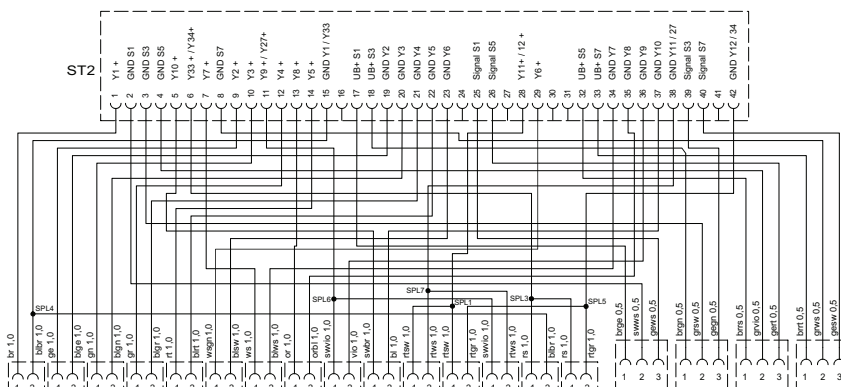 ST2
Y1 +
GND S1
GND S3
GND S5
Y10 +
Y33 +/ Y34+
Y7 +
GND S7
Y2 +
Y3 +
Y9 +/ Y27+
Y4 +
Y8 +
Y5 +
GND Y1 / Y33
UB+ S1
UB+ S3
GND Y2
GND Y3
GND Y4
GND Y5
GND Y6
Signal S1
Signal S5
Y11+ / 12 +
Y6 +
UB+ S5
UB+ S7
GND Y7
GND Y8
GND Y9
GND Y10
GND Y11 / 27
Signal S3
Signal S7
GND Y12 / 34
1 2 3 4 5 6 7 8 9 10 11 12 13 14 15 16 17 18 19 20 21 22 23 24 25 26 27 28 29 30 31 32 33 34 35 36 37 38 39 40 41 42
SPL7
SPL6
SPL3
SPL1
SPL5
SPL4
br 1,0
blbr 1,0
ge 1,0
blge 1,0
gn 1,0
blgn 1,0
gr 1,0
blgr 1,0
rt 1,0
blrt 1,0
wsgn 1,0
blsw 1,0
ws 1,0
blws 1,0
or 1,0
orbl 1,0
swvio 1,0
vio 1,0
swbr 1,0
bl 1,0
rtsw 1,0
rtws 1,0
rtsw 1,0
rtgr 1,0
swvio 1,0
rtws 1,0
rs 1,0
blbr 1,0
rs 1,0
rtgr 1,0
brge 0,5
swws 0,5
gews 0,5
brgn 0,5
grsw 0,5
gegn 0,5
brrs 0,5
grvio 0,5
gert 0,5
brrt 0,5
grws 0,5
gesw 0,5
1 2 3
1 2 3
1 2 3
1 2 3